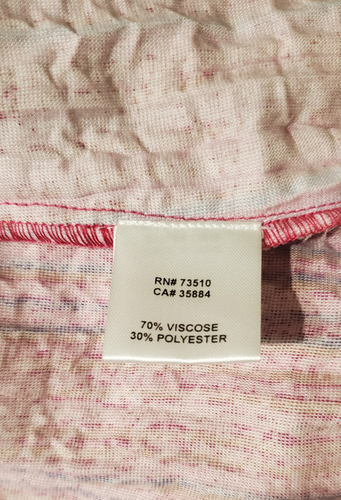 RN# 73510
CA# 35884
70% VISCOSE
30% POLYESTER